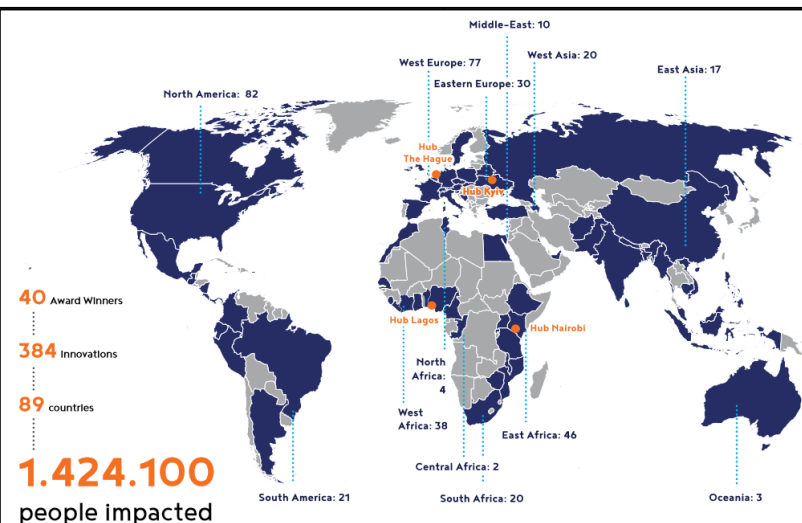 Middle-East: 10
West Europe: 77
West Asia: 20
Eastern Europe: 30
East Asia: 17
North America: 82
Hub
The Hague
Hub Kyiv
40 Award Winners
384 Innovations
89 countries
1.424.100
people impacted
Hub Lagos
Hub Nairobi
North
Africa:
4
West
Africa: 38
East Africa: 46
Central Africa: 2
South America: 21
South Africa: 20
Oceania: 3